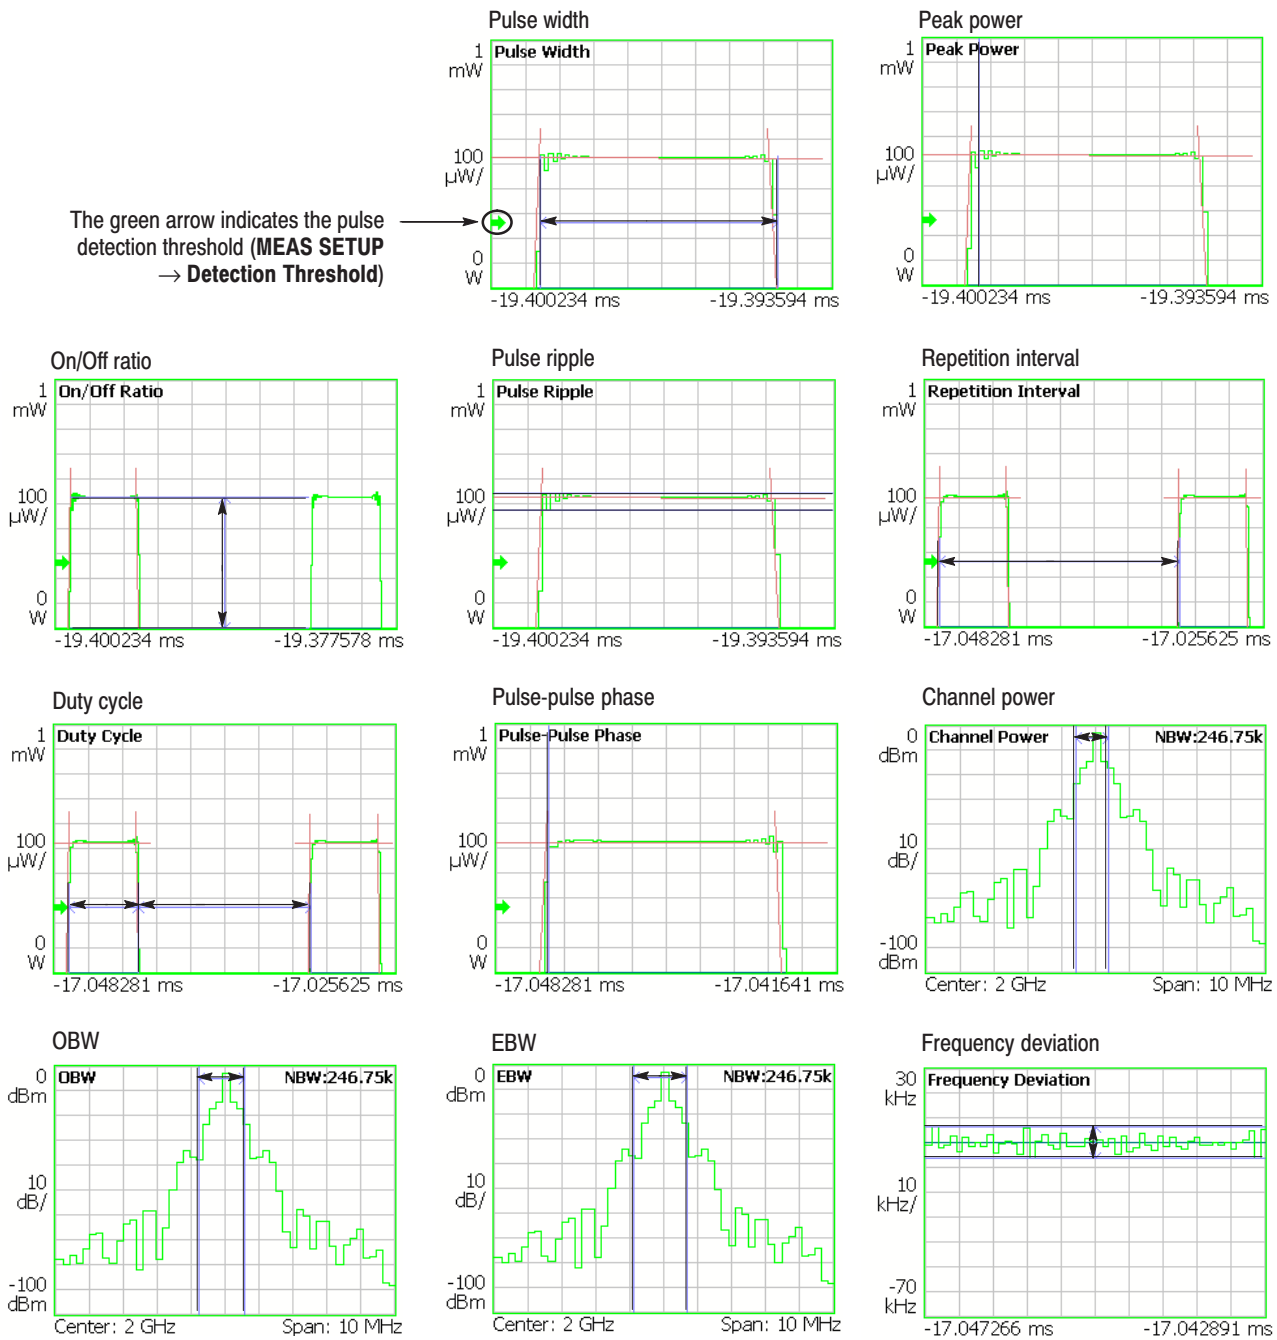 Pulse width
Pulse Width
1
mW
100
µW/
0
W
-19.400234 ms
-19.393594 ms
The green arrow indicates the pulse
detection threshold (MEAS SETUP
→ Detection Threshold)
Peak power
Peak Power
1
mW
100
µW/
0
W
-19.400234 ms
-19.393594 ms
On/Off ratio
On/Off Ratio
1
mW
100
µW/
0
W
-19.400234 ms
-19.377578 ms
Pulse ripple
Pulse Ripple
1
mW
100
µW/
0
W
-19.400234 ms
-19.393594 ms
Repetition interval
Repetition Interval
1
mW
100
µW/
0
W
-17.048281 ms
-17.025625 ms
Duty cycle
Duty Cycle
1
mW
100
µW/
0
W
-17.048281 ms
-17.025625 ms
Pulse-pulse phase
Pulse-Pulse Phase
1
mW
100
µW/
0
W
-17.048281 ms
-17.041641 ms
Channel power
Channel Power
NBW:246.75k
0
dBm
10
dB/
-100
dBm
Center: 2 GHz
Span: 10 MHz
OBW
OBW
NBW:246.75k
0
dBm
10
dB/
-100
dBm
Center: 2 GHz
Span: 10 MHz
EBW
EBW
NBW:246.75k
0
dBm
10
dB/
-100
dBm
Center: 2 GHz
Span: 10 MHz
Frequency deviation
Frequency Deviation
30
kHz
10
kHz/
-70
kHz
-17.047266 ms
-17.042891 ms